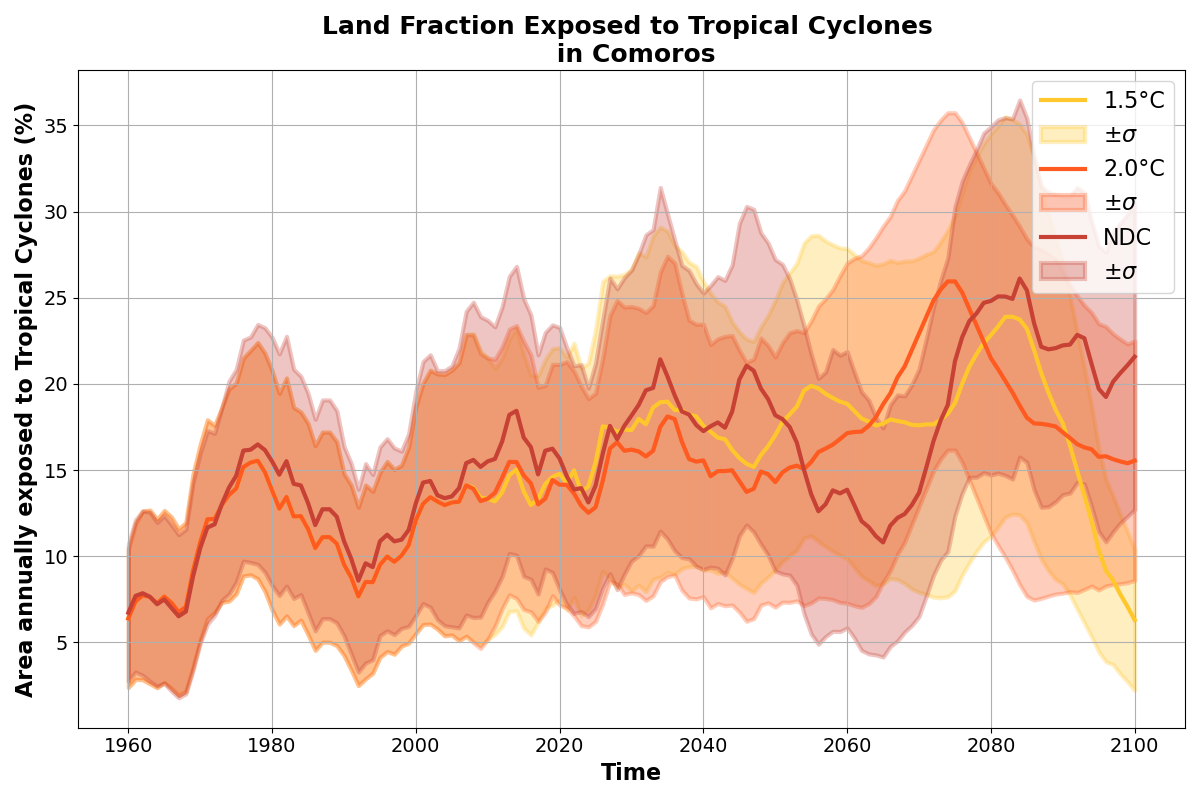 Land Fraction Exposed to Tropical Cyclones
in Comoros
Area annually exposed to Tropical Cyclones (%)
35
30
25
20
15
10
5
1.5°C
±σ
2.0°C
±σ
NDC
±σ
1960 1980 2000 2020 2040 2060 2080 2100
Time